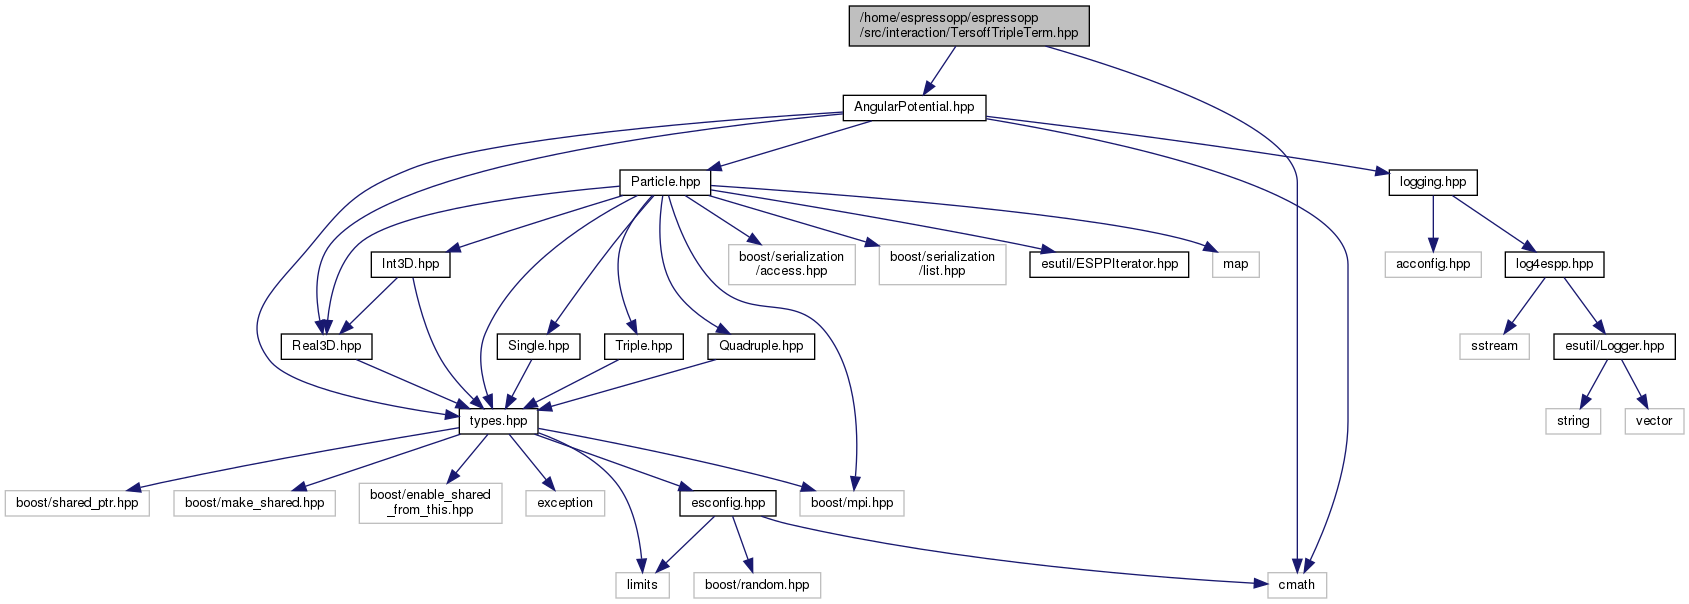 /home/espressopp/espressopp
/src/interaction/TersoffTripleTerm.hpp
AngularPotential.hpp
Particle.hpp
logging.hpp
Int3D.hpp
boost/serialization
/access.hpp
boost/serialization
/list.hpp
esutil/ESPPIterator.hpp
map
acconfig.hpp
log4espp.hpp
Real3D.hpp
Single.hpp
Triple.hpp
Quadruple.hpp
sstream
esutil/Logger.hpp
types.hpp
string
vector
boost/shared_ptr.hpp
boost/make_shared.hpp
boost/enable_shared
_from_this.hpp
exception
esconfig.hpp
boost/mpi.hpp
limits
boost/random.hpp
cmath